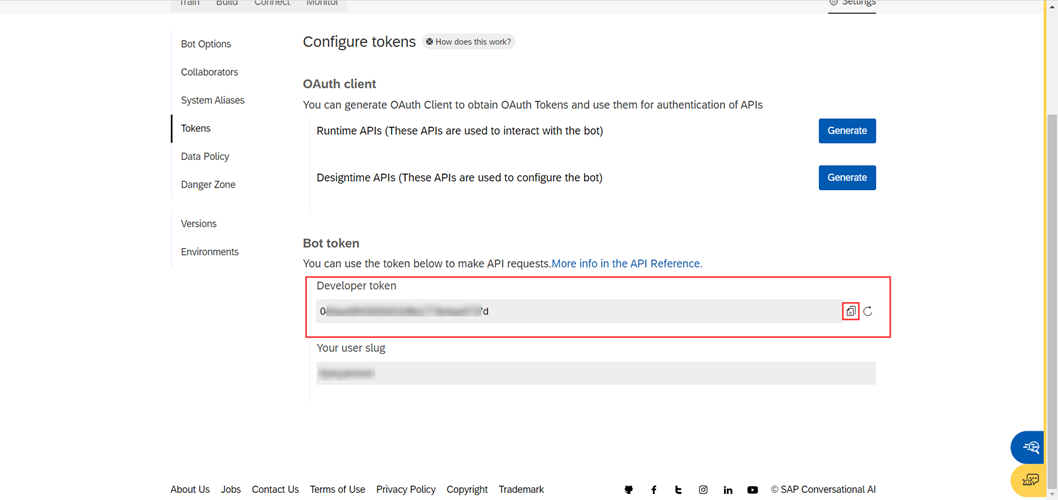 Train Build Connect Monitor Settings
Bot Options
Collaborators
System Aliases
Tokens
Data Policy
Danger Zone
Versions
Environments
Configure tokens How does this work?
OAuth client
You can generate OAuth Client to obtain OAuth Tokens and use them for authentication of APIs
Runtime APIs (These APIs are used to interact with the bot) Generate
Designtime APIs (These APIs are used to configure the bot) Generate
Bot token
You can use the token below to make API requests.More info in the API Reference.
Developer token
Your user slug
About Us Jobs Contact Us Terms of Use Privacy Policy Copyright Trademark © SAP Conversational AI